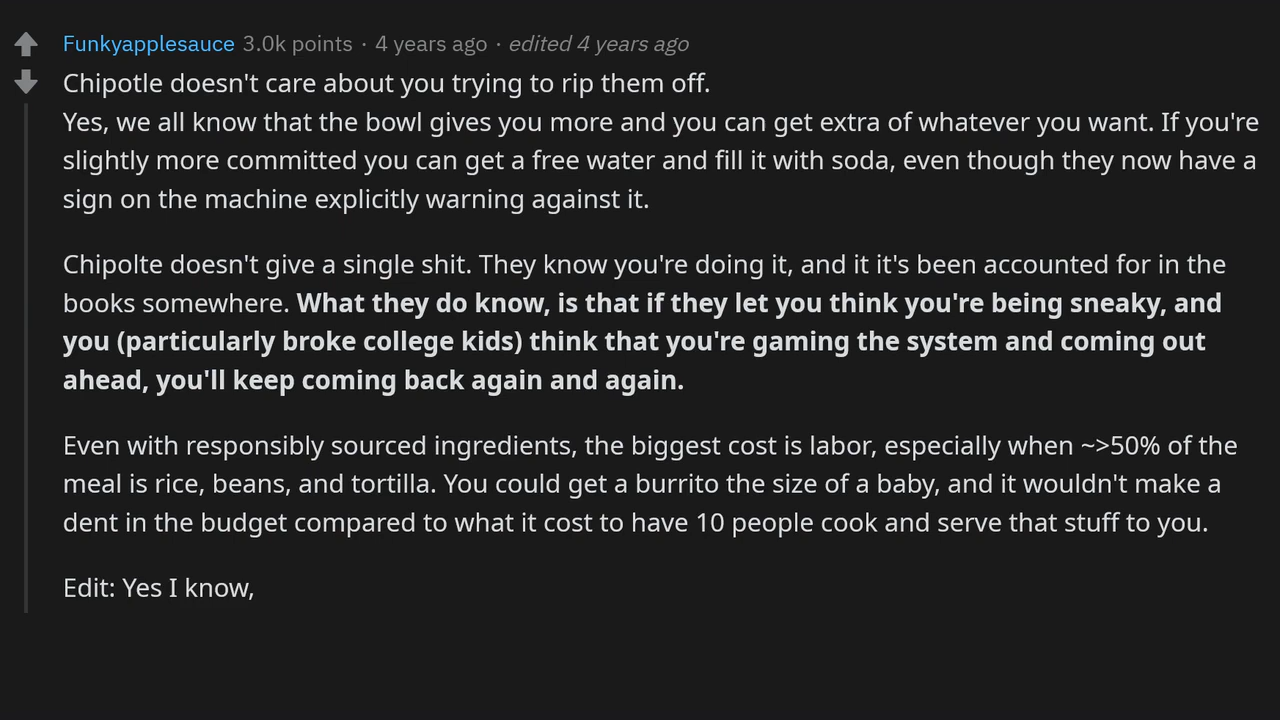 Funkyapplesauce 3.0k points · 4 years ago · edited 4 years ago
Chipotle doesn't care about you trying to rip them off.
Yes, we all know that the bowl gives you more and you can get extra of whatever you want. If you're
slightly more committed you can get a free water and fill it with soda, even though they now have a
sign on the machine explicitly warning against it.
Chipolte doesn't give a single shit. They know you're doing it, and it it's been accounted for in the
books somewhere. What they do know, is that if they let you think you're being sneaky, and
you (particularly broke college kids) think that you're gaming the system and coming out
ahead, you'll keep coming back again and again.
Even with responsibly sourced ingredients, the biggest cost is labor, especially when ~>50% of the
meal is rice, beans, and tortilla. You could get a burrito the size of a baby, and it wouldn't make a
dent in the budget compared to what it cost to have 10 people cook and serve that stuff to you.
Edit: Yes I know,